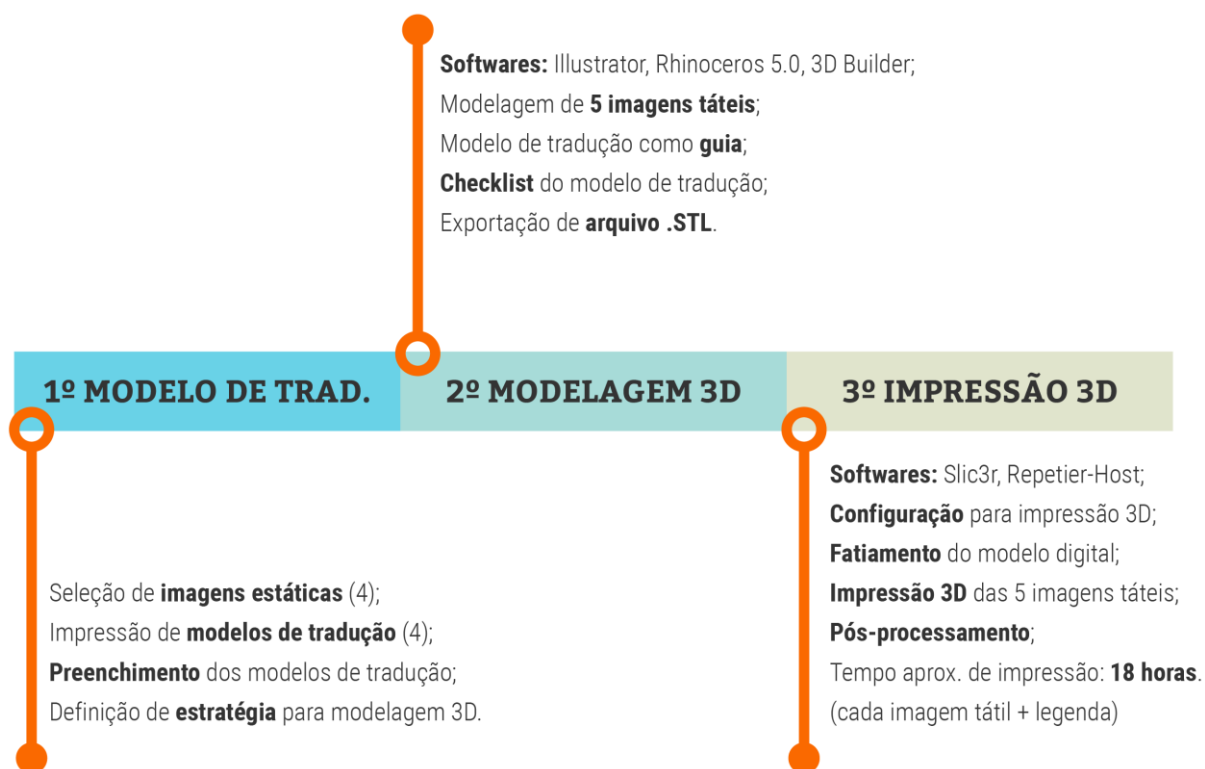 Softwares: Illustrator, Rhinoceros 5.0, 3D Builder;
Modelagem de 5 imagens táteis;
Modelo de tradução como guia;
Checklist do modelo de tradução;
Exportação de arquivo .STL.
1º MODELO DE TRAD.
2º MODELAGEM 3D
3º IMPRESSÃO 3D
Seleção de imagens estáticas (4);
Impressão de modelos de tradução (4);
Preenchimento dos modelos de tradução;
Definição de estratégia para modelagem 3D.
Softwares: Slic3r, Repetier-Host;
Configuração para impressão 3D;
Fatiamento do modelo digital;
Impressão 3D das 5 imagens táteis;
Pós-processamento;
Tempo aprox. de impressão: 18 horas.
(cada imagem tátil + legenda)